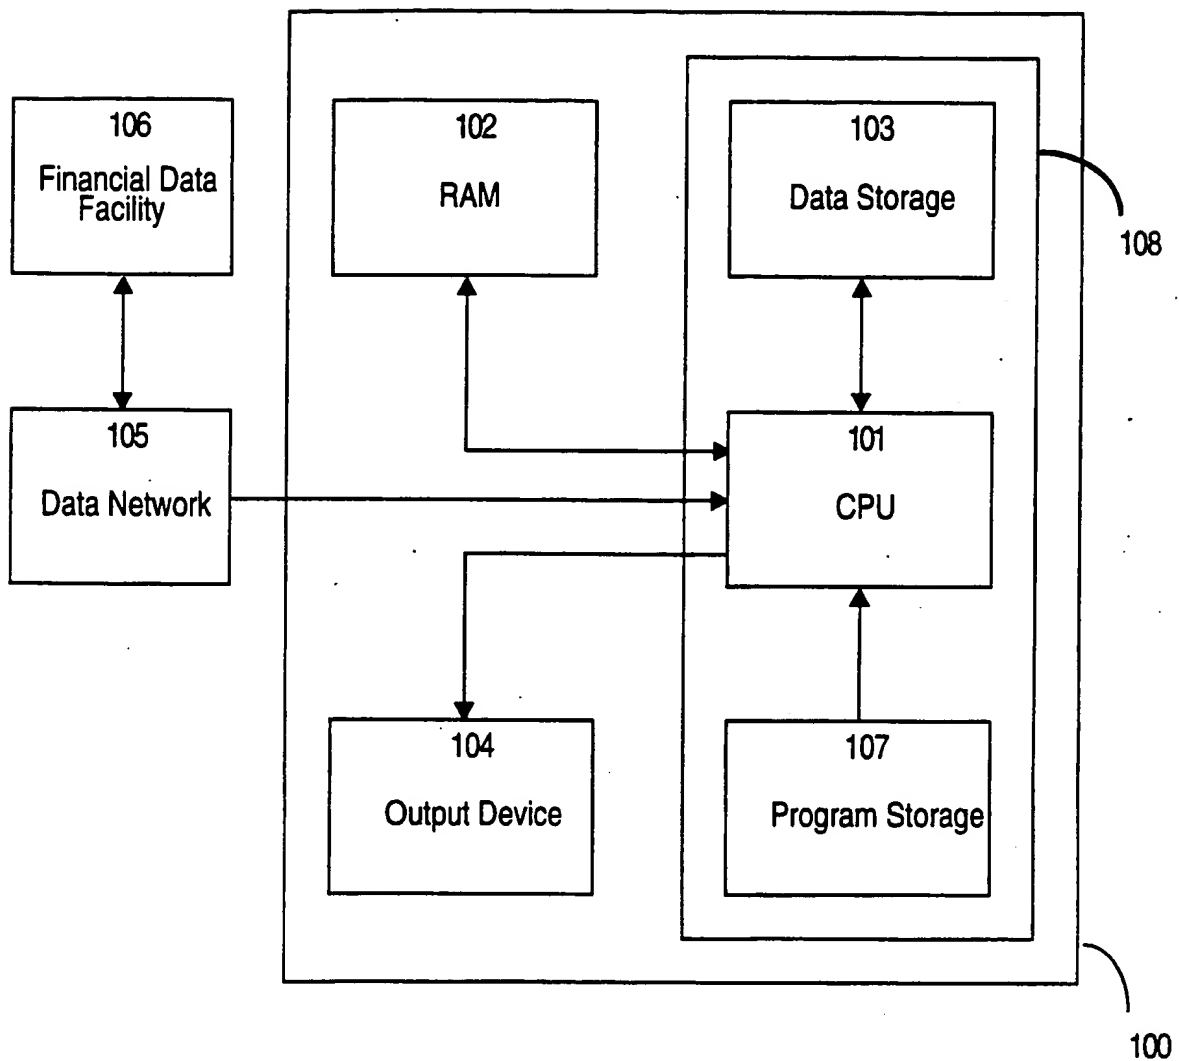 106
Financial Data
Facility
102
RAM
103
Data Storage
108
105
Data Network
101
CPU
104
Output Device
107
Program Storage
100